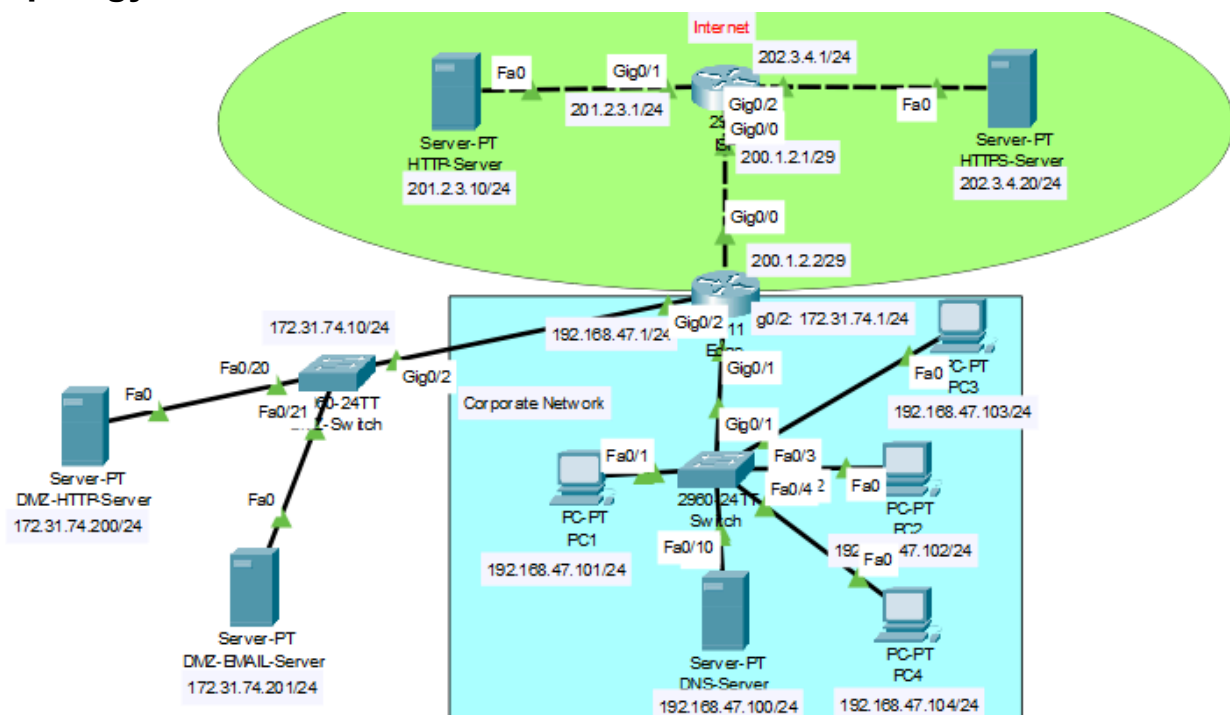 Internet
202.3.4.1/24
Fa0
Gig0/1
201.2.3.1/24
Gig0/2
Fa0
Gig0/0
200.1.2.1/29
Server-PT
HTTP-Server
201.2.3.10/24
Server-PT
HTTPS-Server
202.3.4.20/24
Gig0/0
200.1.2.2/29
172.31.74.10/24
192.168.47.1/24
Gig0/2
g0/2: 172.31.74.1/24
Fa0/20
Gig0/2
Fa0
Fa0/21
Gig0/1
Fa0
PC3
192.168.47.103/24
Corporate Network
Server-PT
DMZ-HTTP-Server
172.31.74.200/24
Gig0/1
Fa0/1
Fa0/3
Fa0/4
Fa0
2960-24TT
Switch
PC-PT
PC1
192.168.47.101/24
PC-PT
PC2
47.102/24
Fa0
Fa0/10
Fa0
Server-PT
DMZ-EMAIL-Server
172.31.74.201/24
Server-PT
DNS-Server
192.168.47.100/24
PC-PT
PC4
192.168.47.104/24